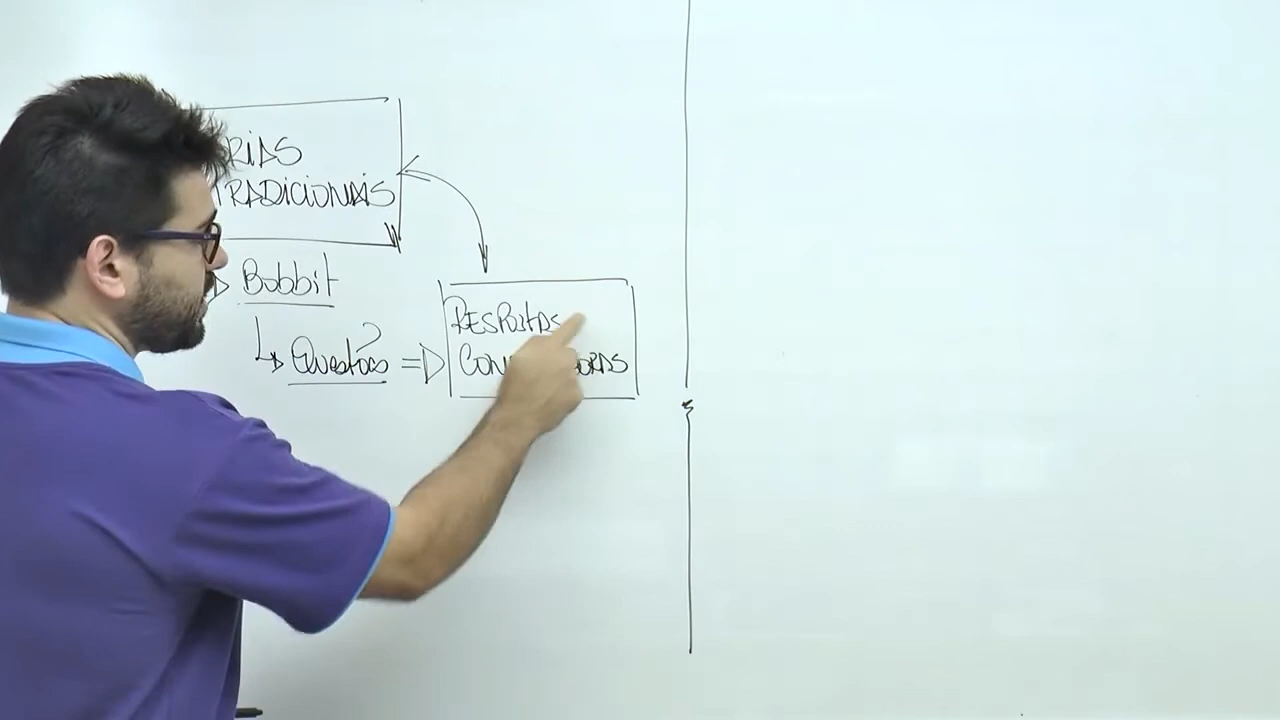 RIAS
TRADICIONAIS
Bobbit
Questões ?
RESPOSTAS